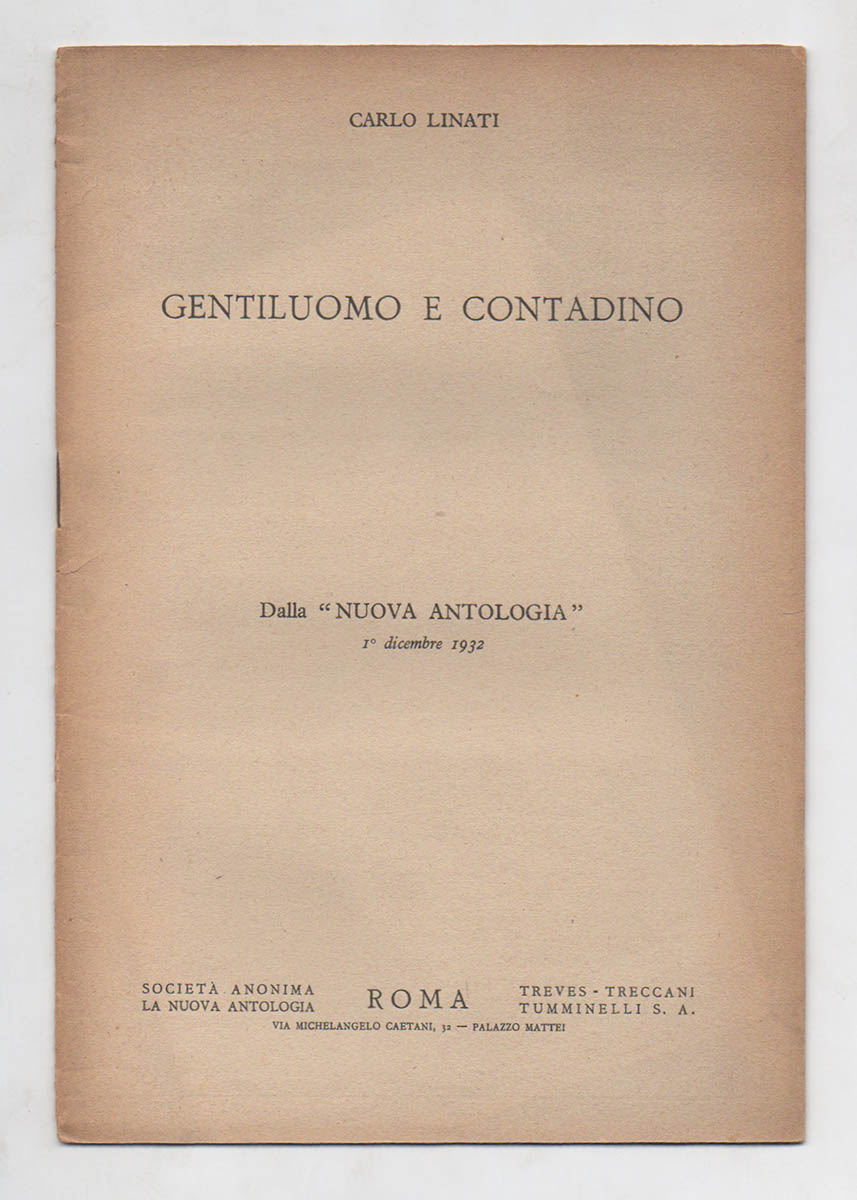 CARLO LINATI
GENTILUOMO E CONTADINO
Dalla “NUOVA ANTOLOGIA”
1° dicembre 1932
SOCIETÀ ANONIMA
LA NUOVA ANTOLOGIA
ROMA
TREVES - TRECCANI
TUMMINELLI S. A.
VIA MICHELANGELO CAETANI, 32 — PALAZZO MATTEI